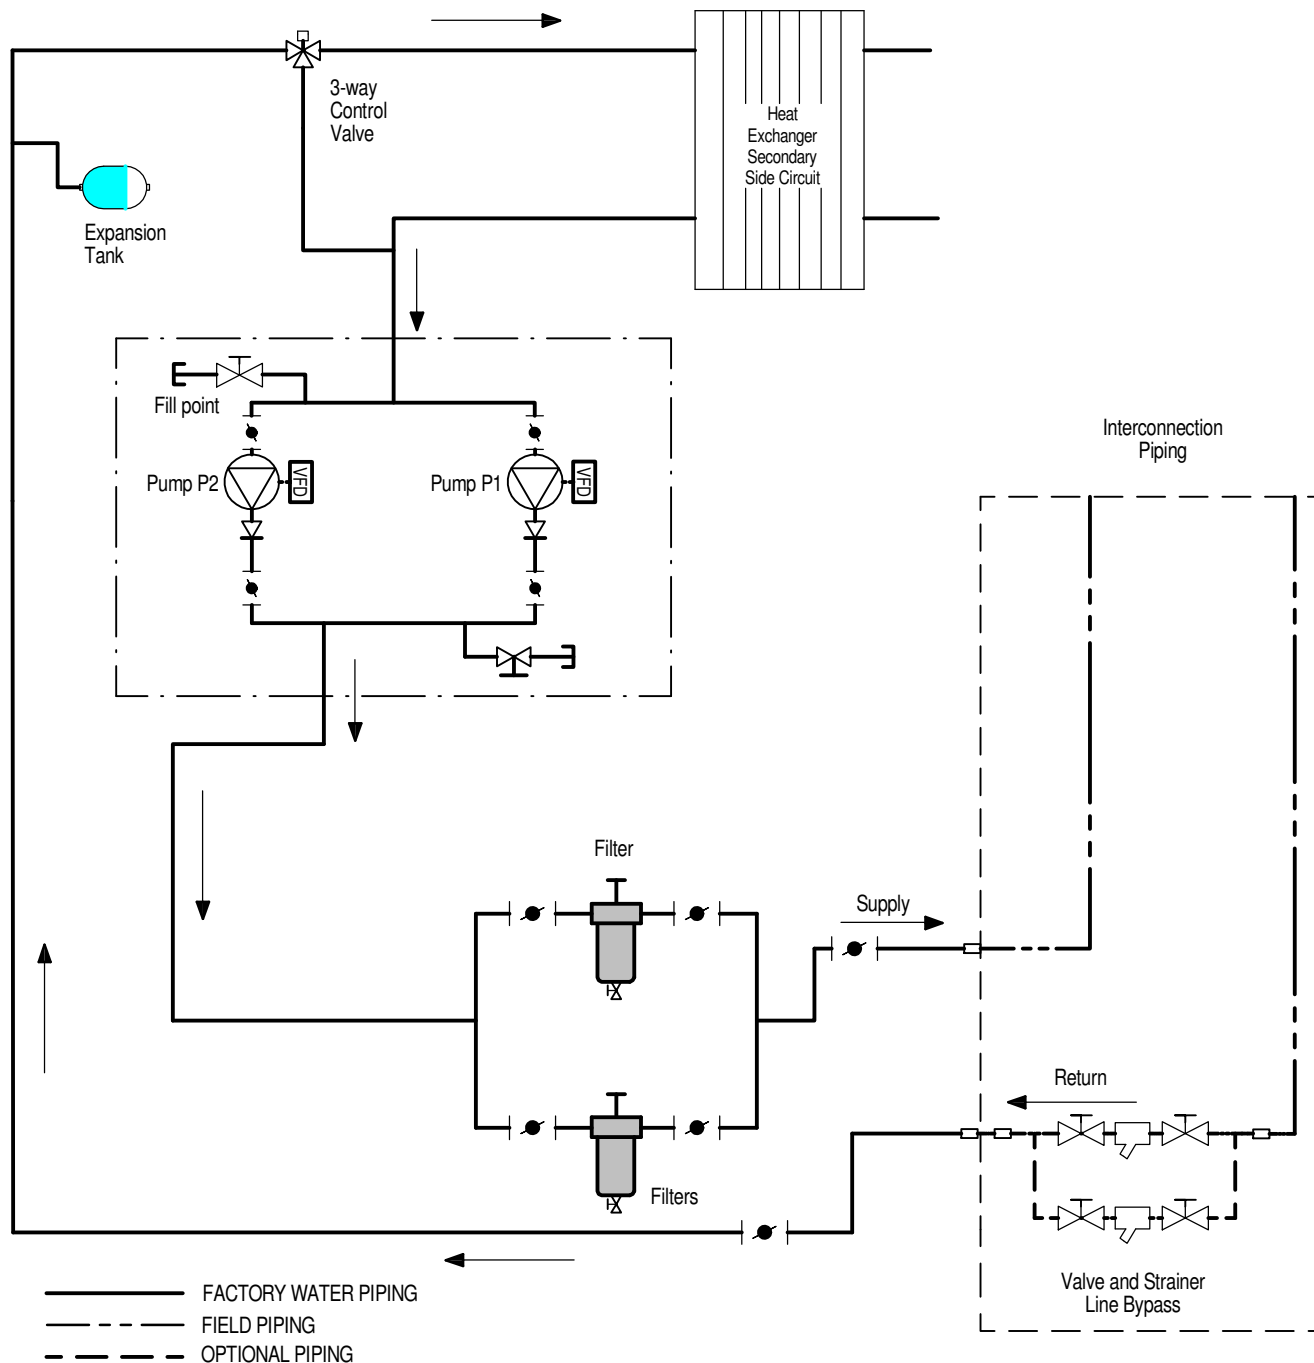 3-way
Control
Valve
Heat
Exchanger
Secondary
Side Circuit
Expansion
Tank
Fill point
Interconnection
Piping
Pump P2
VFD
Pump P1
VFD
Filter
Supply
Return
Filters
Valve and Strainer
Line Bypass
FACTORY WATER PIPING
FIELD PIPING
OPTIONAL PIPING